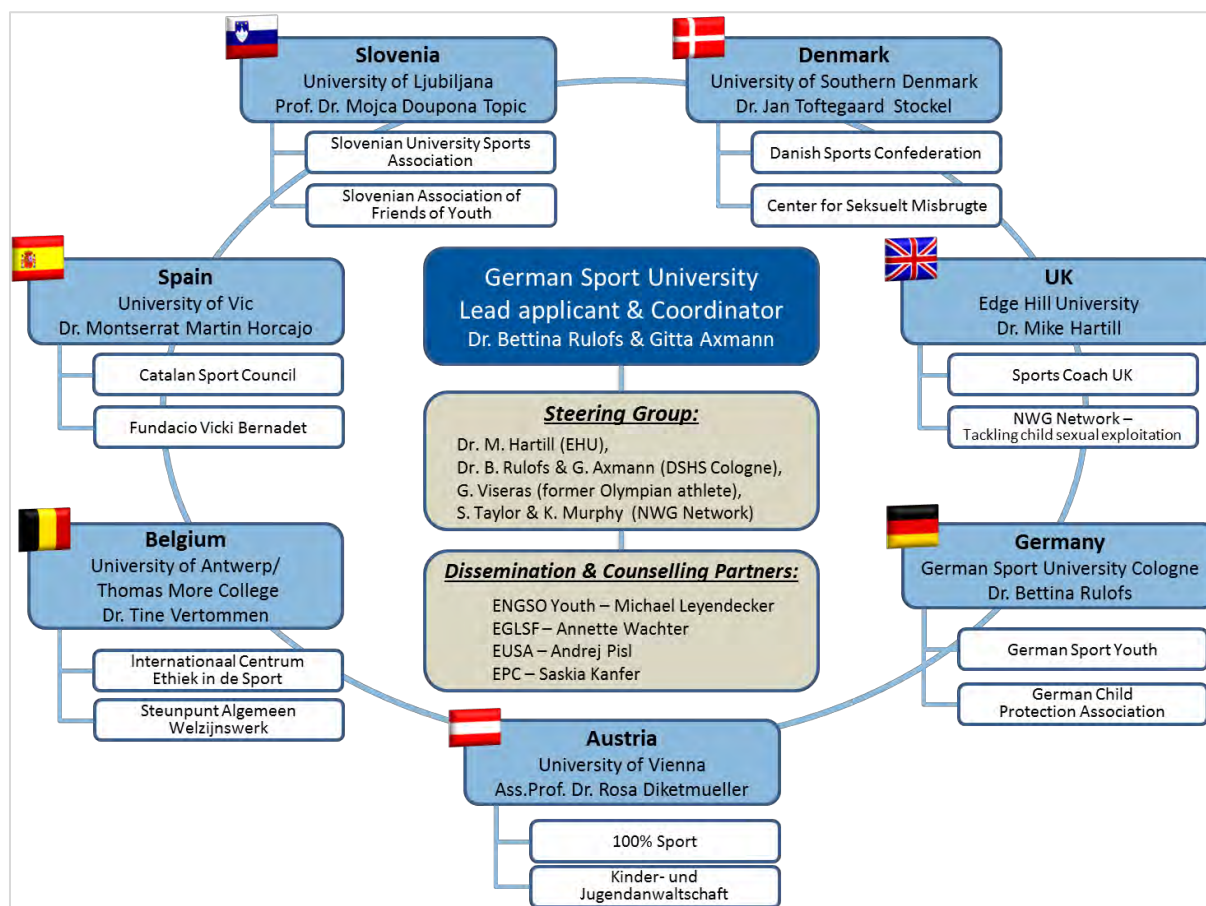 Slovenia
University of Ljubiljana
Prof. Dr. Mojca Doupona Topic
Slovenian University Sports
Association
Slovenian Association of
Friends of Youth
Denmark
University of Southern Denmark
Dr. Jan Toftegaard Stockel
Danish Sports Confederation
Center for Seksuelt Misbrugte
Spain
University of Vic
Dr. Montserrat Martin Horcajo
Catalan Sport Council
Fundacio Vicki Bernadet
German Sport University
Lead applicant & Coordinator
Dr. Bettina Rulofs & Gitta Axmann
Steering Group:
Dr. M. Hartill (EHU),
Dr. B. Rulofs & G. Axmann (DSHS Cologne),
G. Viseras (former Olympian athlete),
S. Taylor & K. Murphy (NWG Network)
Dissemination & Counselling Partners:
ENGSO Youth – Michael Leyendecker
EGLSF – Annette Wachter
EUSA – Andrej Pisl
EPC – Saskia Kanfer
UK
Edge Hill University
Dr. Mike Hartill
Sports Coach UK
NWG Network –
Tackling child sexual exploitation
Belgium
University of Antwerp/
Thomas More College
Dr. Tine Vertommen
Internationaal Centrum
Ethiek in de Sport
Steunpunt Algemeen
Welzijnswerk
Germany
German Sport University Cologne
Dr. Bettina Rulofs
German Sport Youth
German Child
Protection Association
Austria
University of Vienna
Ass.Prof. Dr. Rosa Diketmueller
100% Sport
Kinder- und
Jugendanwaltschaft